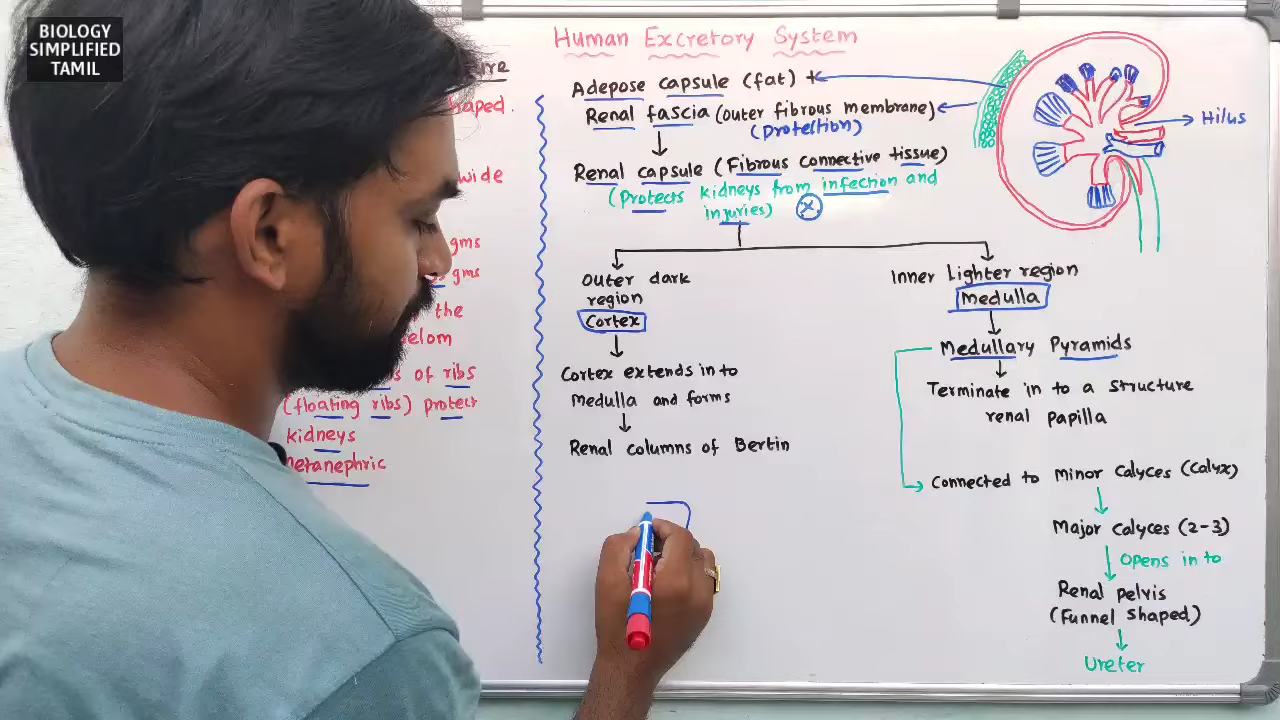 BIOLOGY
SIMPLIFIED
TAMIL
Human Excretory System
haped.
wide
gms
gms
the
elom
of ribs
(floating ribs) protect
kidneys
metanephric
Adepose capsule (fat)
Renal fascia (outer fibrous membrane)
(Protection)
Renal capsule (Fibrous connective tissue)
(Protects kidneys from infection and
injuries) X
Hilus
Outer dark
region
Cortex
Cortex extends in to
Medulla and forms
Renal columns of Bertin
Inner Lighter region
Medulla
Medullary Pyramids
Terminate in to a structure
renal papilla
Connected to Minor Calyces (Calyx)
Major calyces (2-3)
Opens in to
Renal pelvis
(Funnel shaped)
Ureter